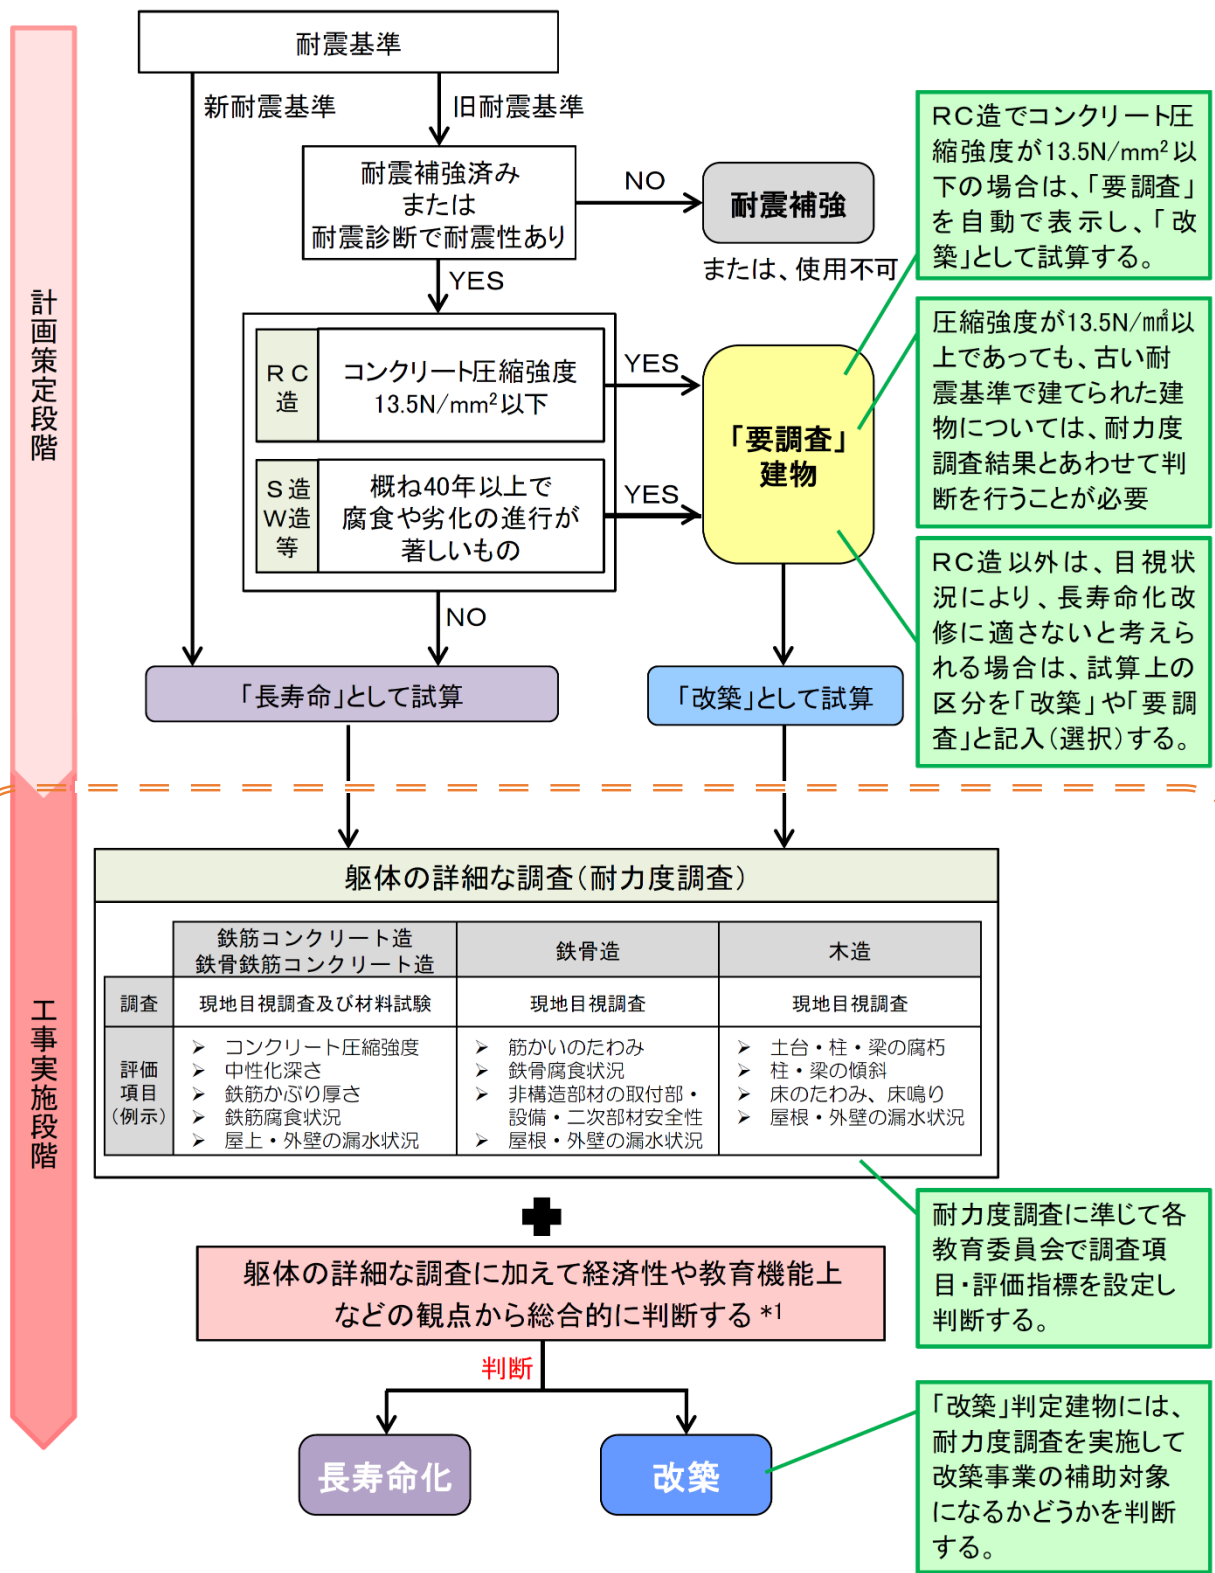 耐震基準
新耐震基準
旧耐震基準
耐震補強済み
または
耐震診断で耐震性あり
NO
耐震補強
または、使用不可
YES
RC
造
コンクリート圧縮強度
13.5N/mm²以下
YES
S造
W造
等
概ね40年以上で
腐食や劣化の進行が
著しいもの
YES
「要調査」
建物
NO
「長寿命」として試算
「改築」として試算
計画策定段階
RC造でコンクリート圧
縮強度が13.5N/mm²以
下の場合は、「要調査」
を自動で表示し、「改
築」として試算する。
圧縮強度が13.5N/㎟以
上であっても、古い耐
震基準で建てられた建
物については、耐力度
調査結果とあわせて判
断を行うことが必要
RC造以外は、目視状
況により、長寿命化改
修に適さないと考えら
れる場合は、試算上の
区分を「改築」や「要調
査」と記入(選択)する。
工事実施段階
躯体の詳細な調査(耐力度調査)
鉄筋コンクリート造
鉄骨鉄筋コンクリート造
鉄骨造
木造
調査
現地目視調査及び材料試験
現地目視調査
現地目視調査
評価
項目
(例示)
➢ コンクリート圧縮強度
➢ 中性化深さ
➢ 鉄筋かぶり厚さ
➢ 鉄筋腐食状況
➢ 屋上・外壁の漏水状況
➢ 筋かいのたわみ
➢ 鉄骨腐食状況
➢ 非構造部材の取付部・
設備・二次部材安全性
➢ 屋根・外壁の漏水状況
➢ 土台・柱・梁の腐朽
➢ 柱・梁の傾斜
➢ 床のたわみ、床鳴り
➢ 屋根・外壁の漏水状況
耐力度調査に準じて各
教育委員会で調査項
目・評価指標を設定し
判断する。
躯体の詳細な調査に加えて経済性や教育機能上
などの観点から総合的に判断する *1
判断
長寿命化
改築
「改築」判定建物には、
耐力度調査を実施して
改築事業の補助対象
になるかどうかを判断
する。